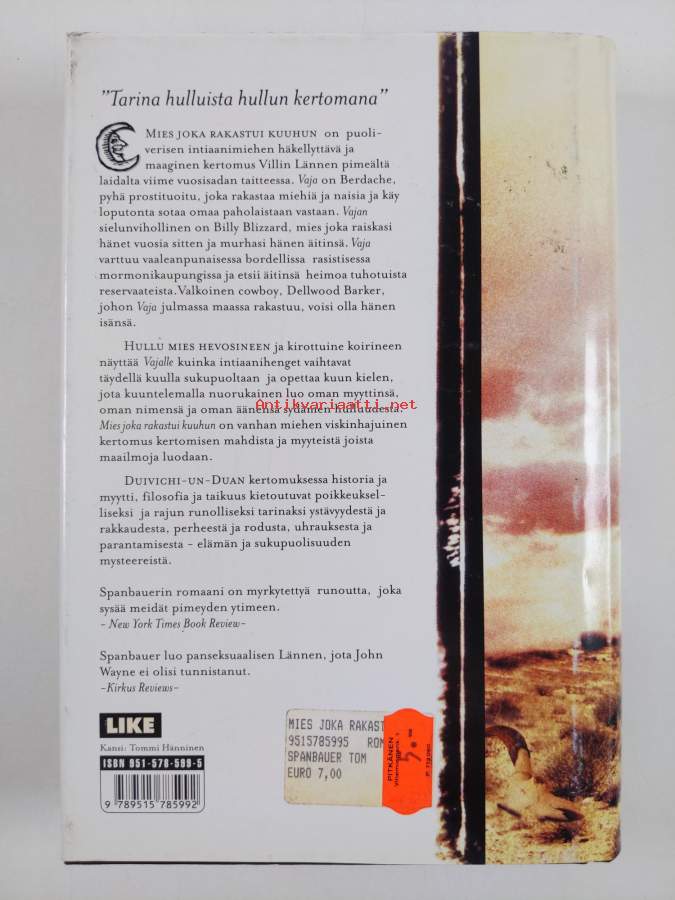 "Tarina hulluista hullun kertomana"
MIES JOKA RAKASTUI KUUHUN on puoli-
verisen intiaanimiehen häkellyttävä ja
maaginen kertomus Villin Lännen pimeältä
laidalta viime vuosisadan taitteessa. Vaja on Berdache,
pyhä prostituoitu, joka rakastaa miehiä ja naisia ja käy
loputonta sotaa omaa paholaistaan vastaan. Vajan
sielunvihollinen on Billy Blizzard, mies joka raiskasi
hänet vuosia sitten ja murhasi hänen äitinsä. Vaja
varttuu vaaleanpunaisessa bordellissa rasistisessa
mormonikaupungissa ja etsii äitinsä heimoa tuhotuista
reservaateista.Valkoinen cowboy, Dellwood Barker,
johon Vaja julmassa maassa rakastuu, voisi olla hänen
isänsä.
HULLU MIES HEVOSINEEN ja kirottuine koirineen
näyttää Vajalle kuinka intiaanihenget vaihtavat
täydellä kuulla sukupuoltaan ja opettaa kuun kielen,
jota kuuntelemalla nuorukainen luo oman myyttinsä,
oman nimensä ja oman äänensä sydämen hulluudesta.
Antikvariaatti.net
Mies joka rakastui kuuhun on vanhan miehen viskinhajuinen
kertomus kertomisen mahdista ja myyteistä joista
maailmoja luodaan.
DUIVICHI-UN-DUAN kertomuksessa historia ja
myytti, filosofia ja taikuus kietoutuvat poikkeuksel-
liseksi ja rajun runolliseksi tarinaksi ystävyydestä ja
rakkaudesta, perheestä ja rodusta, uhrauksesta ja
parantamisesta – elämän ja sukupuolisuuden
mysteereistä.
Spanbauerin romaani on myrkytettyä runoutta, joka
sysää meidät pimeyden ytimeen.
– New York Times Book Review–
Spanbauer luo panseksuaalisen Lännen, jota John
Wayne ei olisi tunnistanut.
–Kirkus Reviews–
LIKE
Kansi: Tommi Hänninen
ISBN 951-578-599-5
9 789515 785992
MIES JOKA RAKAST
9515785995 ROM
SPANBAUER TOM
EURO 7,00
PITKÄNEN
5.--